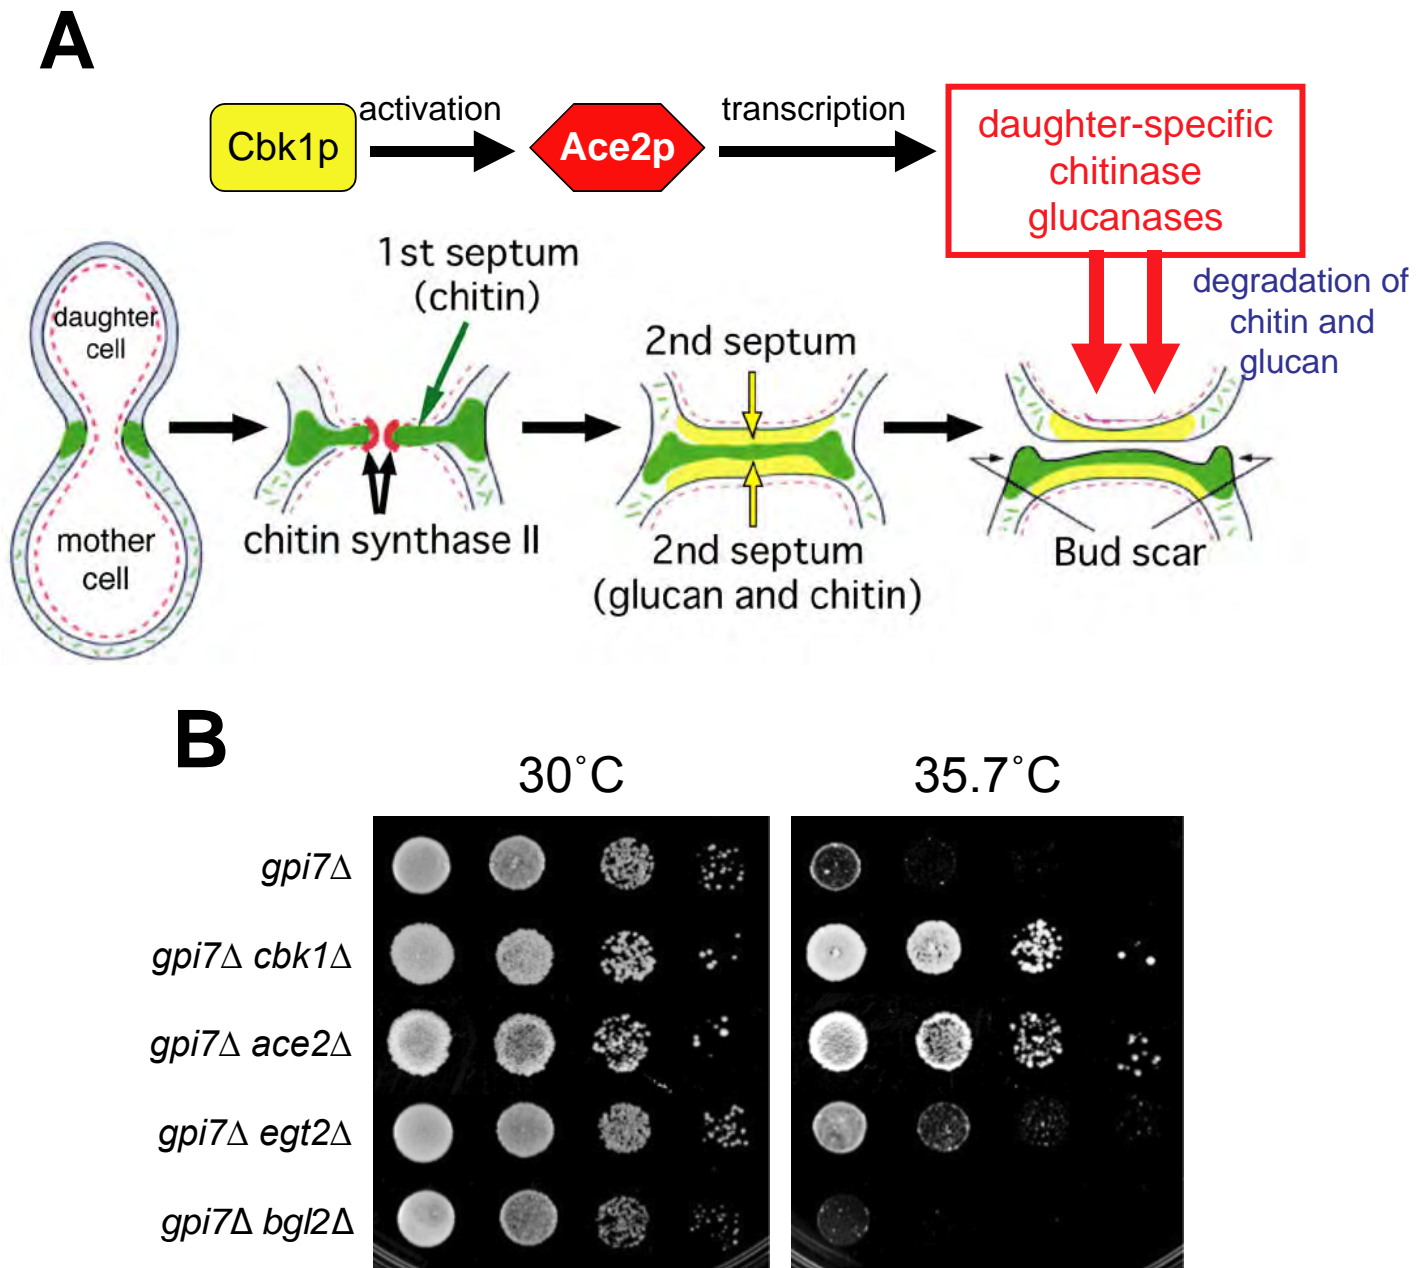 A
Cbk1p
activation
Ace2p
transcription
daughter-specific
chitinase
glucanases
degradation of
chitin and
glucan
daughter
cell
mother
cell
1st septum
(chitin)
chitin synthase II
2nd septum
2nd septum
(glucan and chitin)
Bud scar
B
30˚C
35.7˚C
gpi7Δ
gpi7Δ cbk1Δ
gpi7Δ ace2Δ
gpi7Δ egt2Δ
gpi7Δ bgl2Δ